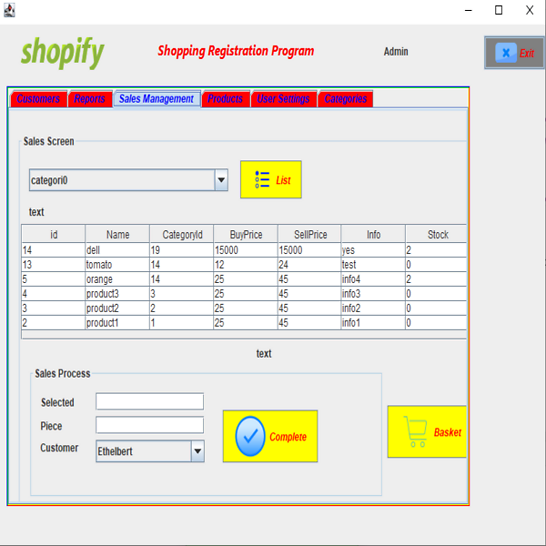 shopify
Shopping Registration Program
Admin
Exit
Customers Reports Sales Management Products User Settings Categories
Sales Screen
categori0
List
text
id Name CategoryId BuyPrice SellPrice Info Stock
14 dell 19 15000 15000 yes 2
13 tomato 14 12 24 test 0
5 orange 14 25 45 info4 2
4 product3 3 25 45 info3 0
3 product2 2 25 45 info2 0
2 product1 1 25 45 info1 0
text
Sales Process
Selected
Piece
Customer Ethelbert
Complete
Basket